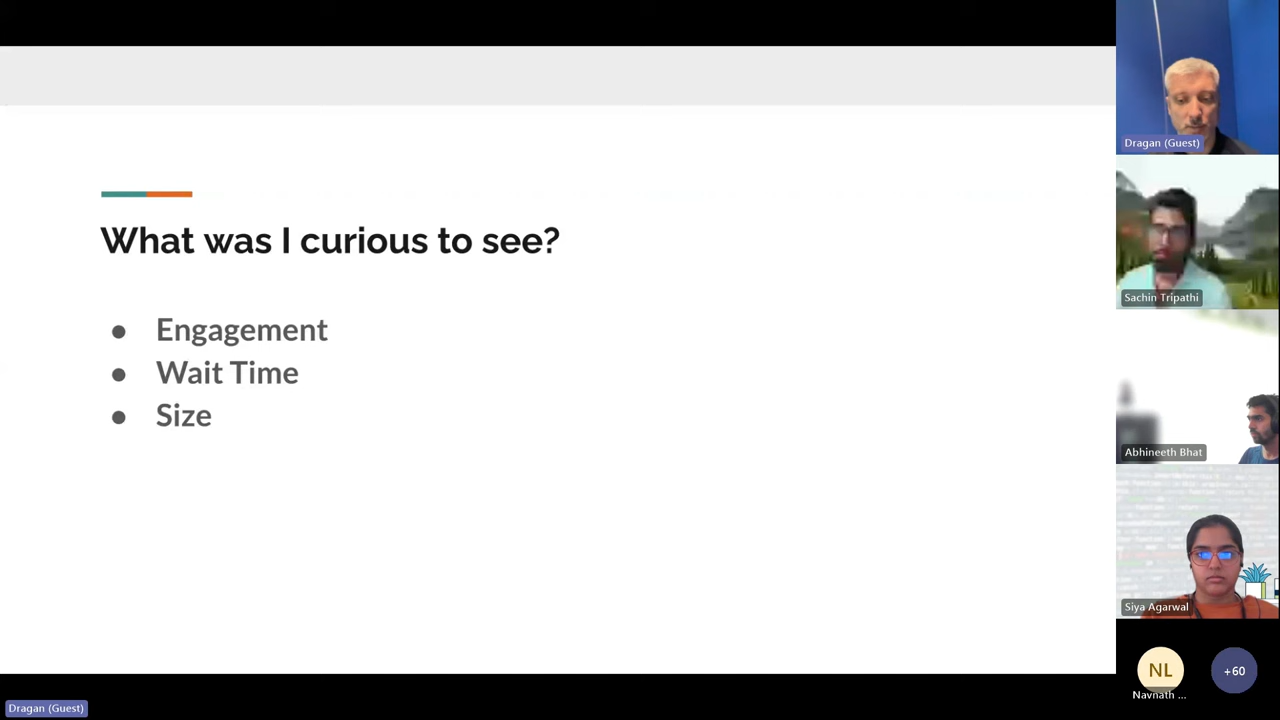 What was I curious to see?
● Engagement
● Wait Time
● Size
Dragan (Guest)
Sachin Tripathi
Abhineeth Bhat
Siya Agarwal
NL
Navnath ...
+60
Dragan (Guest)